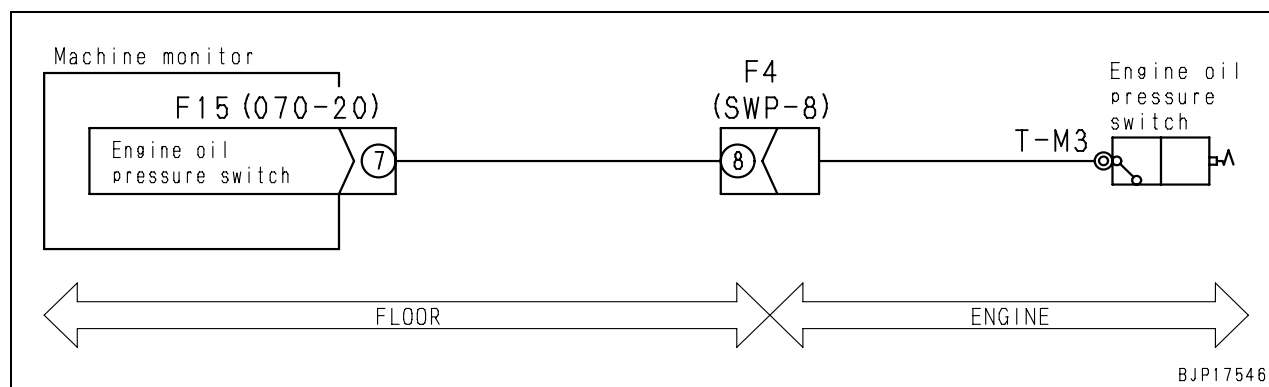 Machine monitor
F15 (070-20)
Engine oil
pressure switch
7
F4
(SWP-8)
8
T-M3
Engine oil
pressure
switch
FLOOR
ENGINE
BJP17546